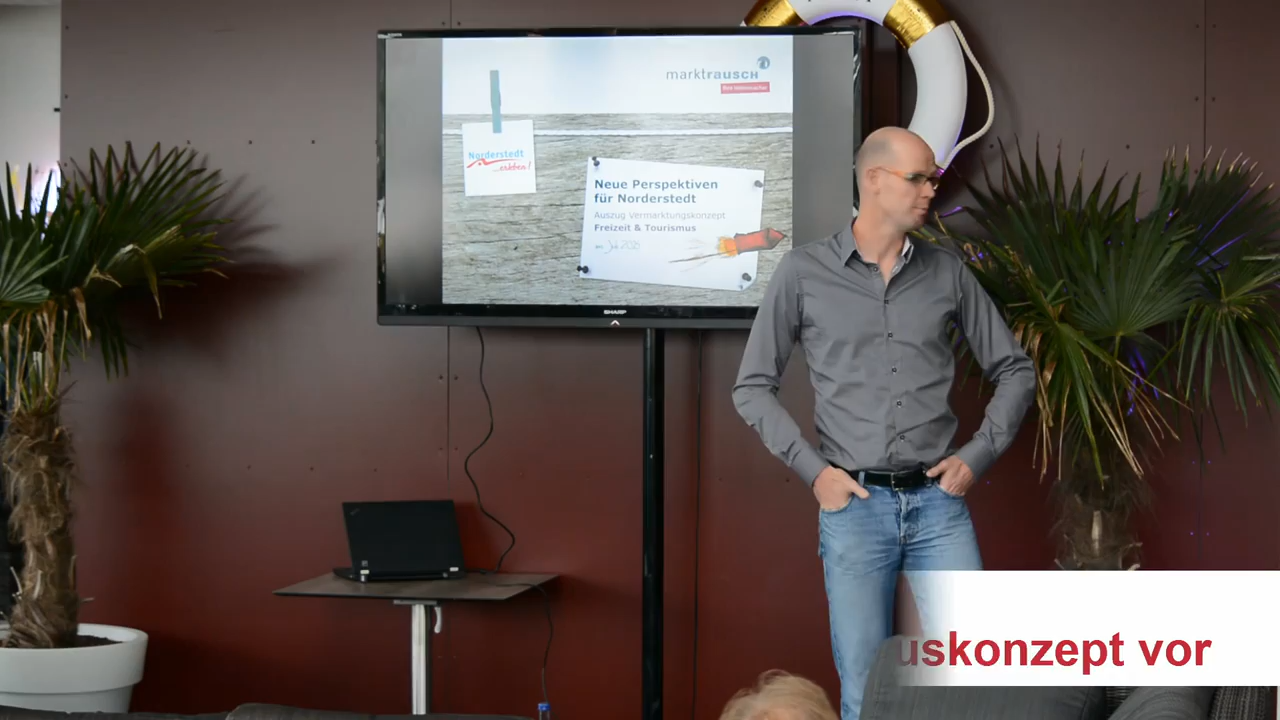 marktrausch
Norderstedt
...erleben!
Neue Perspektiven
für Norderstedt
Auszug Vermarktungskonzept
Freizeit & Tourismus
SHARP
uskonzept vor